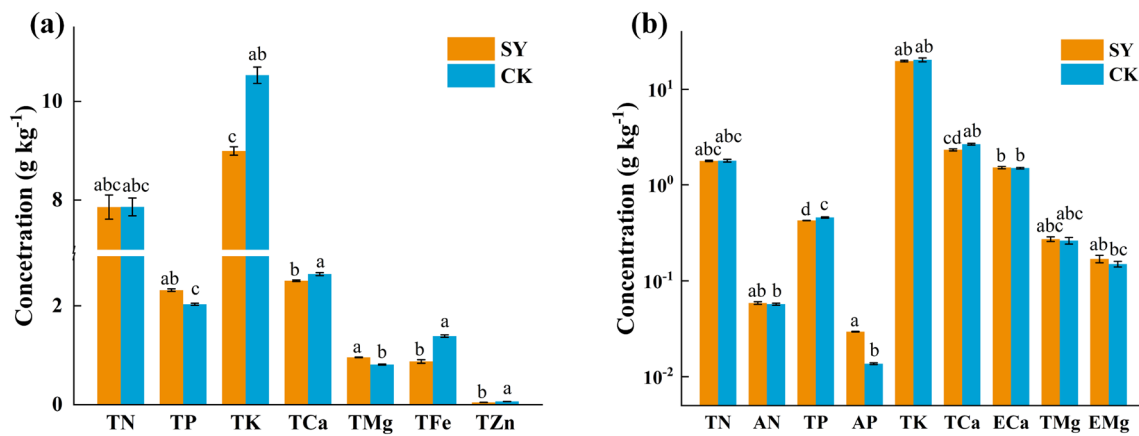 (a)
SY
CK
Concetration (g kg⁻¹)
10
8
2
0
abc abc
ab c
c ab
b a
a b
b a
b a
TN TP TK TCa TMg TFe TZn
(b)
SY
CK
Concentration (g kg⁻¹)
10¹
10⁰
10⁻¹
10⁻²
abc abc
ab b
d c
a b
ab ab
cd ab
b b
abc abc
ab bc
TN AN TP AP TK TCa ECa TMg EMg